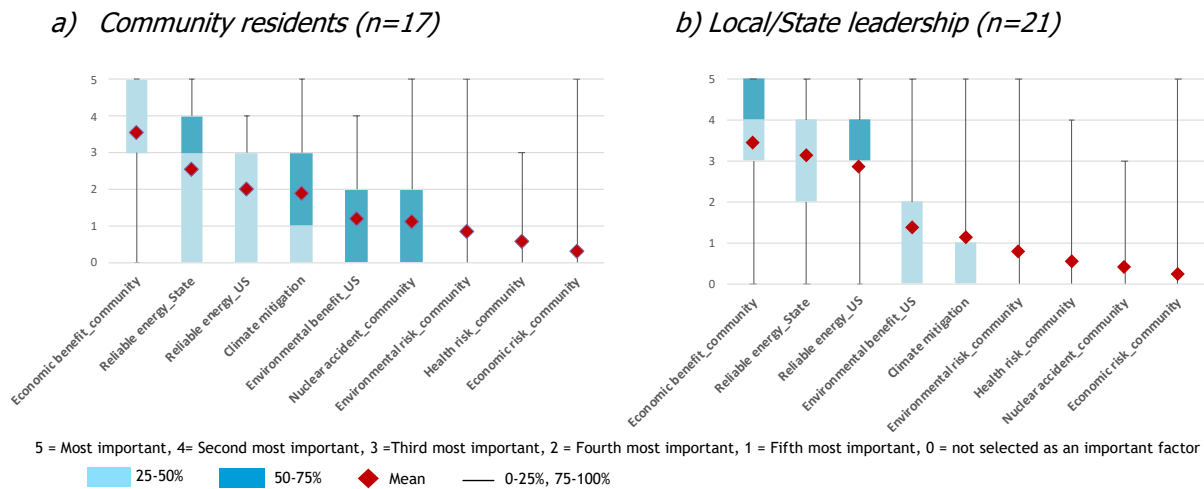 a) Community residents (n=17)
b) Local/State leadership (n=21)
5
4
3
2
1
0
Economic benefit_community
Reliable energy_State
Reliable energy_US
Climate mitigation
Environmental benefit_US
Nuclear accident_community
Environmental risk_community
Health risk_community
Economic risk_community
5
4
3
2
1
0
Economic benefit_community
Reliable energy_State
Reliable energy_US
Environmental benefit_US
Climate mitigation
Environmental risk_community
Health risk_community
Nuclear accident_community
Economic risk_community
5 = Most important, 4= Second most important, 3 =Third most important, 2 = Fourth most important, 1 = Fifth most important, 0 = not selected as an important factor
25-50% 50-75% Mean 0-25%, 75-100%